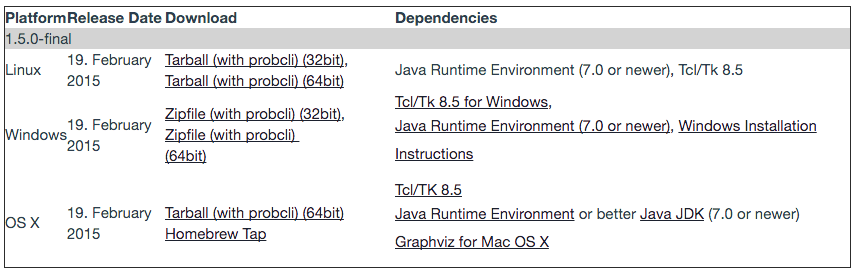 Platform Release Date Download Dependencies
1.5.0-final
Linux 19. February 2015 Tarball (with probcli) (32bit), Tarball (with probcli) (64bit) Java Runtime Environment (7.0 or newer), Tcl/Tk 8.5
Windows 19. February 2015 Zipfile (with probcli) (32bit), Zipfile (with probcli) (64bit) Tcl/Tk 8.5 for Windows, Java Runtime Environment (7.0 or newer), Windows Installation Instructions
OS X 19. February 2015 Tarball (with probcli) (64bit) Homebrew Tap Tcl/TK 8.5 Java Runtime Environment or better Java JDK (7.0 or newer) Graphviz for Mac OS X